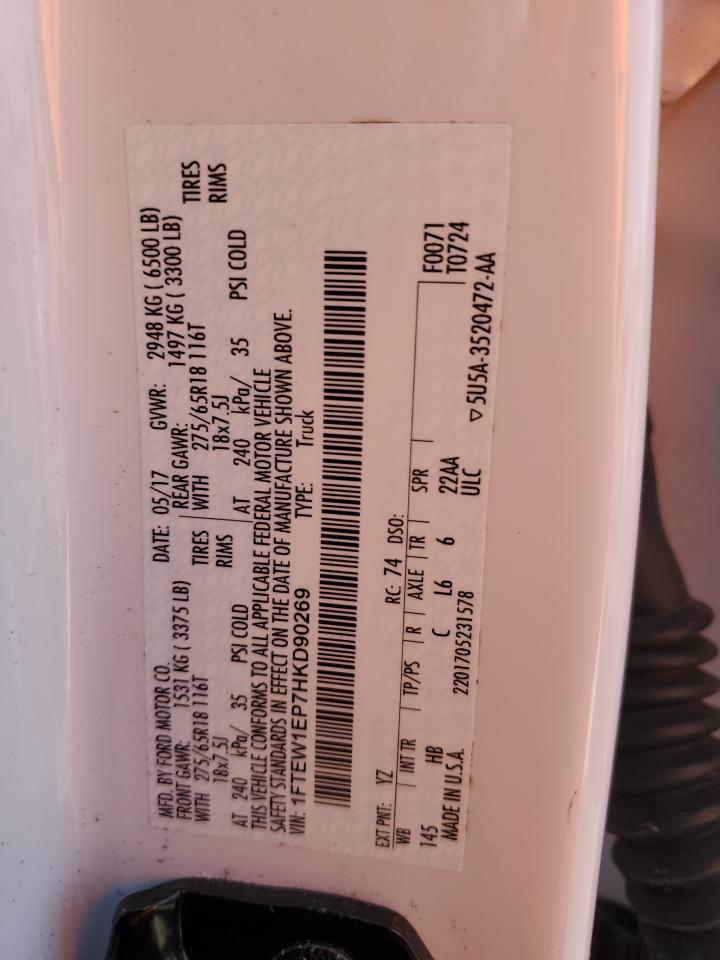 MFD. BY FORD MOTOR CO.
DATE: 05/17 GVWR: 2948 KG ( 6500 LB)
FRONT GAWR: 1531 KG ( 3375 LB) REAR GAWR: 1497 KG ( 3300 LB)
WITH 275/65R18 116T TIRES WITH 275/65R18 116T TIRES
18x7.5J RIMS 18x7.5J RIMS
AT 240 kPa/ 35 PSI COLD AT 240 kPa/ 35 PSI COLD
THIS VEHICLE CONFORMS TO ALL APPLICABLE FEDERAL MOTOR VEHICLE
SAFETY STANDARDS IN EFFECT ON THE DATE OF MANUFACTURE SHOWN ABOVE.
VIN: 1FTEW1EP7HKD90269 TYPE: Truck
EXT PNT: YZ RC: 74 DSO:
WB INT TR TP/PS R AXLE TR SPR F0071
145 HB C L6 6 22AA T0724
MADE IN U.S.A. 2201705231578 ULC
▽5U5A-3520472-AA